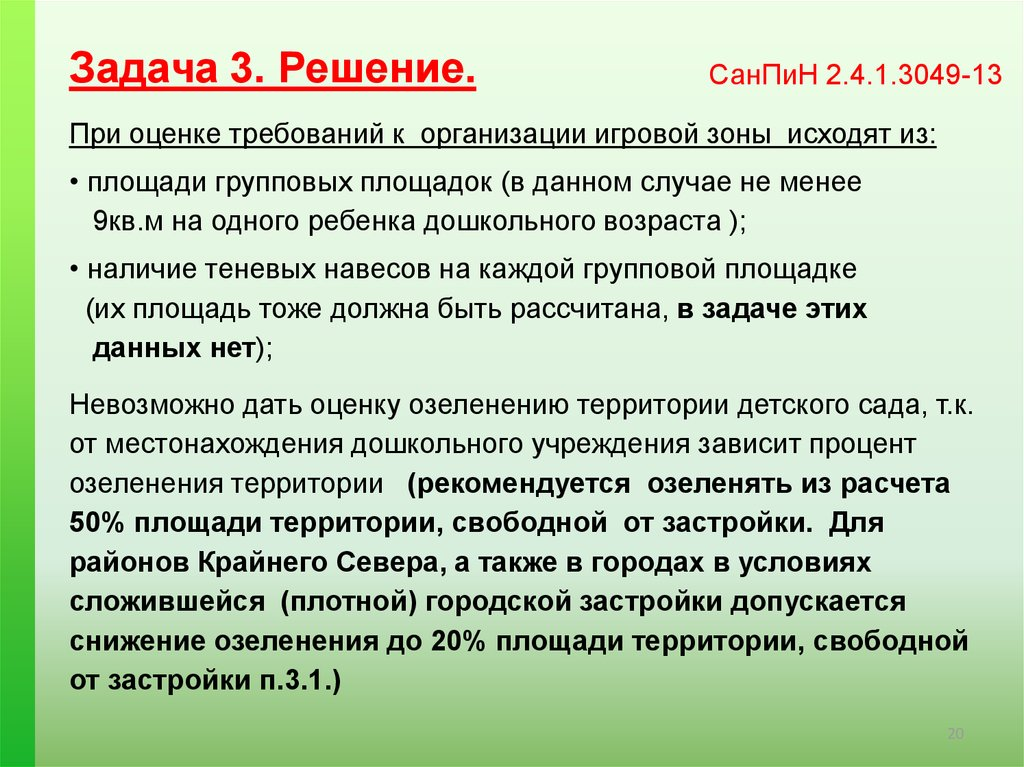 Задача 3. Решение.
СанПиН 2.4.1.3049-13
При оценке требований к организации игровой зоны исходят из:
• площади групповых площадок (в данном случае не менее
9кв.м на одного ребенка дошкольного возраста );
• наличие теневых навесов на каждой групповой площадке
(их площадь тоже должна быть рассчитана, в задаче этих
данных нет);
Невозможно дать оценку озеленению территории детского сада, т.к.
от местонахождения дошкольного учреждения зависит процент
озеленения территории (рекомендуется озеленять из расчета
50% площади территории, свободной от застройки. Для
районов Крайнего Севера, а также в городах в условиях
сложившейся (плотной) городской застройки допускается
снижение озеленения до 20% площади территории, свободной
от застройки п.3.1.)
20